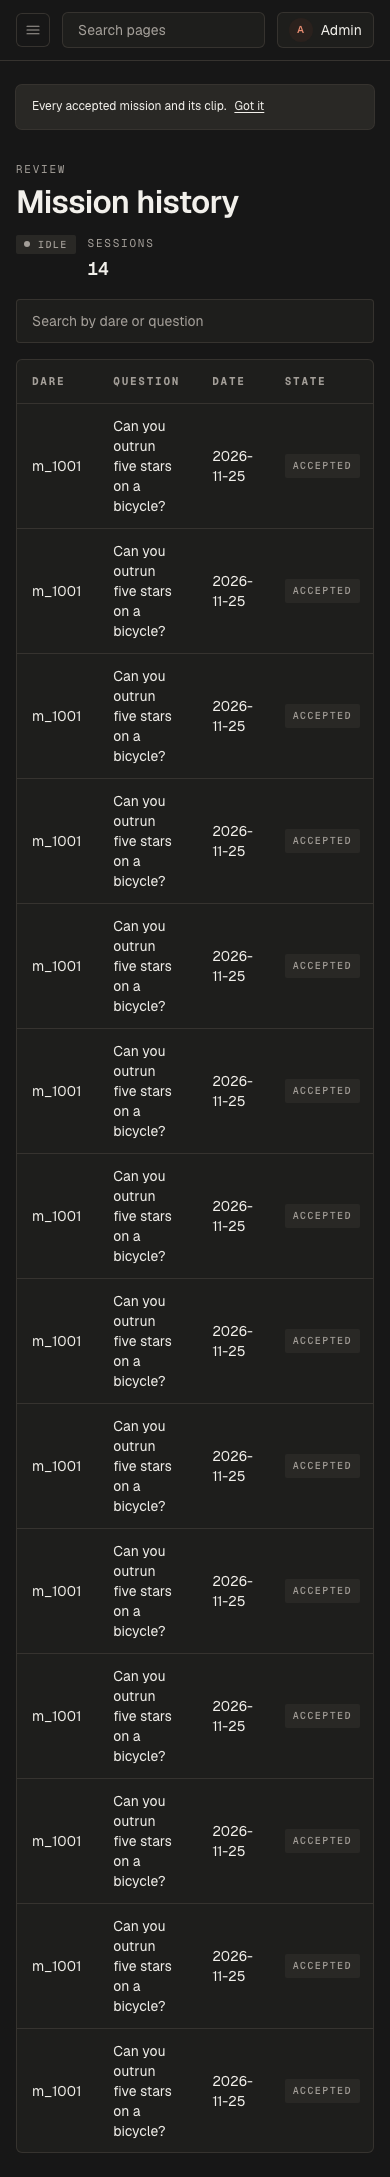 Search pages
A Admin
Every accepted mission and its clip. Got it
REVIEW
Mission history
IDLE SESSIONS
14
Search by dare or question
DARE QUESTION DATE STATE
m_1001 Can you outrun five stars on a bicycle? 2026-11-25 ACCEPTED
m_1001 Can you outrun five stars on a bicycle? 2026-11-25 ACCEPTED
m_1001 Can you outrun five stars on a bicycle? 2026-11-25 ACCEPTED
m_1001 Can you outrun five stars on a bicycle? 2026-11-25 ACCEPTED
m_1001 Can you outrun five stars on a bicycle? 2026-11-25 ACCEPTED
m_1001 Can you outrun five stars on a bicycle? 2026-11-25 ACCEPTED
m_1001 Can you outrun five stars on a bicycle? 2026-11-25 ACCEPTED
m_1001 Can you outrun five stars on a bicycle? 2026-11-25 ACCEPTED
m_1001 Can you outrun five stars on a bicycle? 2026-11-25 ACCEPTED
m_1001 Can you outrun five stars on a bicycle? 2026-11-25 ACCEPTED
m_1001 Can you outrun five stars on a bicycle? 2026-11-25 ACCEPTED
m_1001 Can you outrun five stars on a bicycle? 2026-11-25 ACCEPTED
m_1001 Can you outrun five stars on a bicycle? 2026-11-25 ACCEPTED
m_1001 Can you outrun five stars on a bicycle? 2026-11-25 ACCEPTED